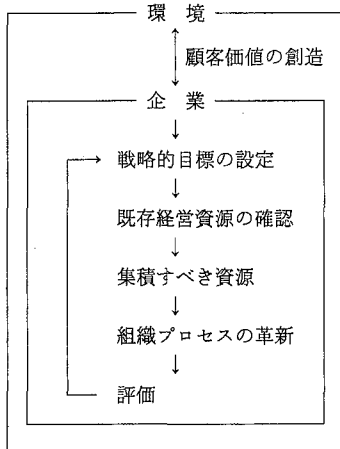 環　境
顧客価値の創造
企　業
戦略的目標の設定
既存経営資源の確認
集積すべき資源
組織プロセスの革新
評価